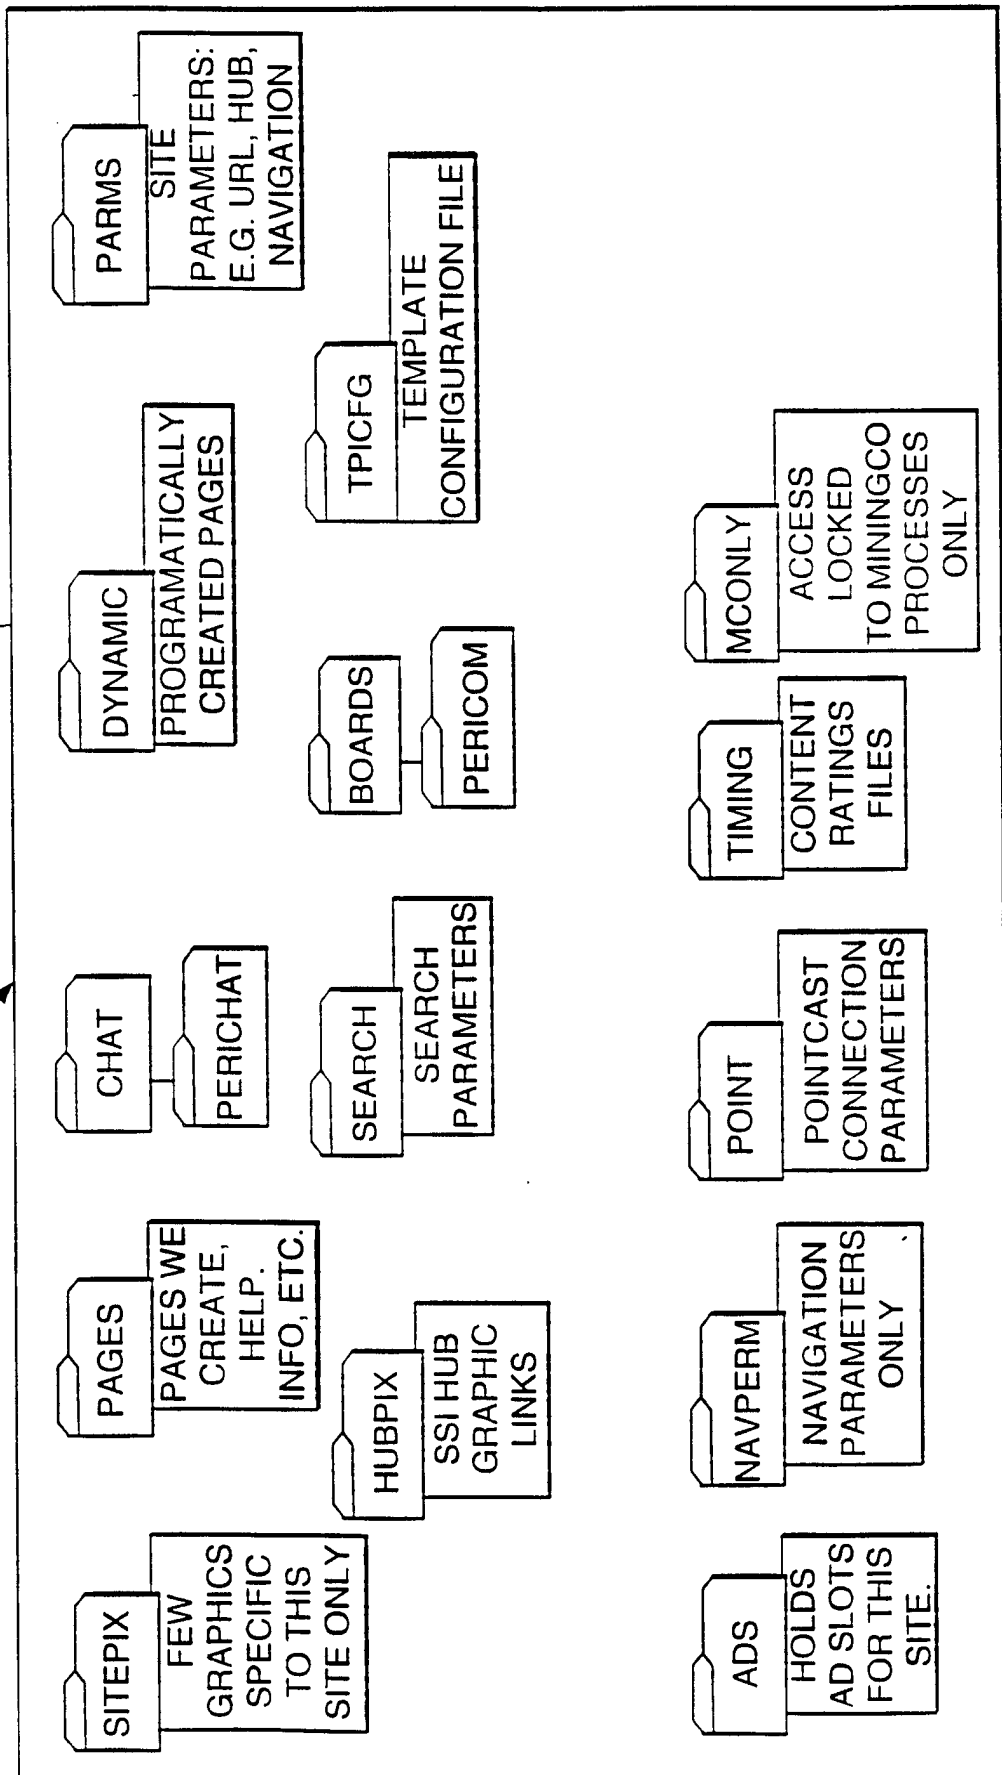 SITEPIX
FEW
GRAPHICS
SPECIFIC
TO THIS
SITE ONLY
PAGES
PAGES WE
CREATE,
HELP.
INFO, ETC.
CHAT
PERICHAT
DYNAMIC
PROGRAMATICALLY
CREATED PAGES
PARMS
SITE
PARAMETERS:
E.G. URL, HUB,
NAVIGATION
HUBPIX
SSI HUB
GRAPHIC
LINKS
SEARCH
SEARCH
PARAMETERS
BOARDS
PERICOM
TPICFG
TEMPLATE
CONFIGURATION FILE
ADS
HOLDS
AD SLOTS
FOR THIS
SITE.
NAVPERM
NAVIGATION
PARAMETERS
ONLY
POINT
POINTCAST
CONNECTION
PARAMETERS
TIMING
CONTENT
RATINGS
FILES
MCONLY
ACCESS
LOCKED
TO MININGCO
PROCESSES
ONLY